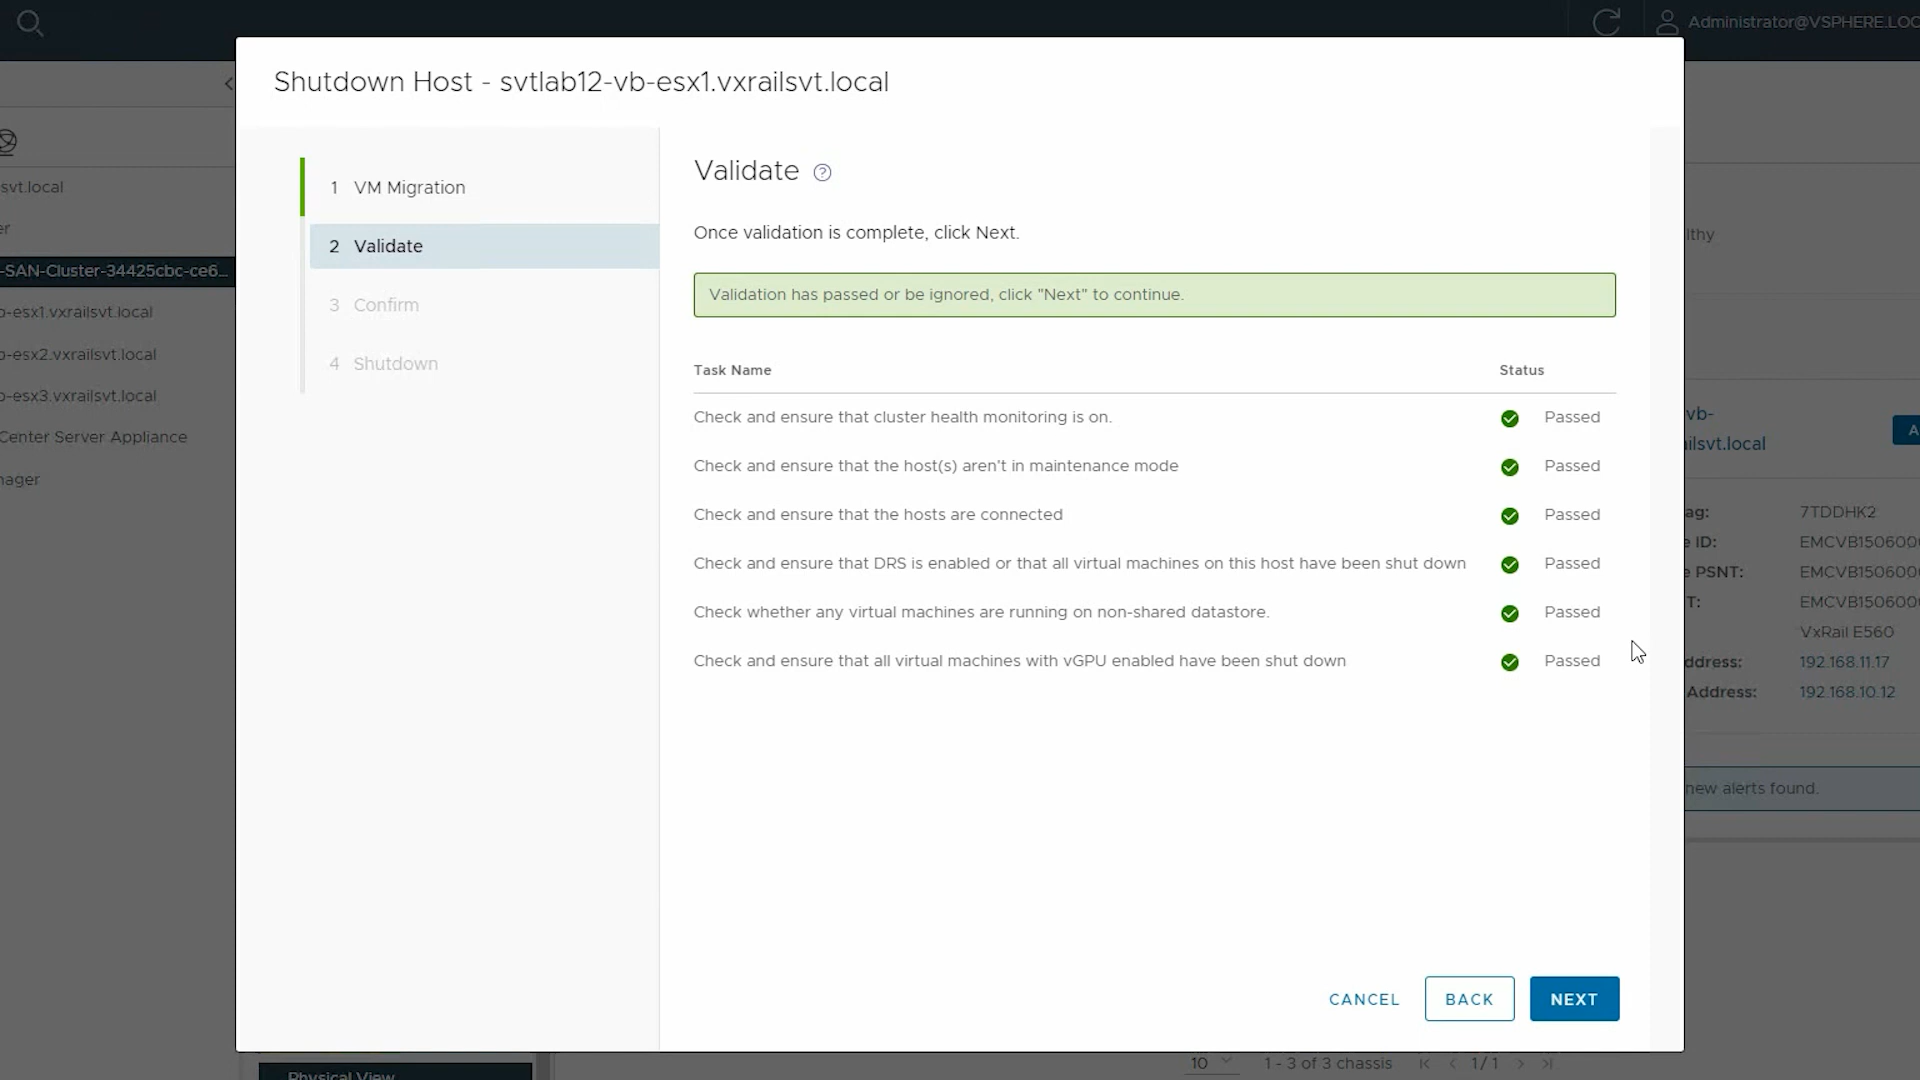 Administrator@VSPHERE.LOC
Shutdown Host - svtlab12-vb-esx1.vxrailsvt.local
1 VM Migration
2 Validate
3 Confirm
4 Shutdown
Validate
Once validation is complete, click Next.
Validation has passed or be ignored, click "Next" to continue.
Task Name Status
Check and ensure that cluster health monitoring is on. Passed
Check and ensure that the host(s) aren't in maintenance mode Passed
Check and ensure that the hosts are connected Passed
Check and ensure that DRS is enabled or that all virtual machines on this host have been shut down Passed
Check whether any virtual machines are running on non-shared datastore. Passed
Check and ensure that all virtual machines with vGPU enabled have been shut down Passed
CANCEL BACK NEXT
svt.local
er
-SAN-Cluster-34425cbc-ce6...
-esx1.vxrailsvt.local
b-esx2.vxrailsvt.local
b-esx3.vxrailsvt.local
Center Server Appliance
nager
lthy
vb-
ilsvt.local
A
ag: 7TDDHK2
e ID: EMCVB150600
e PSNT: EMCVB150600
T: EMCVB150600
VxRail E560
ddress: 192.168.11.17
Address: 192.168.10.12
new alerts found.
Physical View
10 1 - 3 of 3 chassis 1 / 1